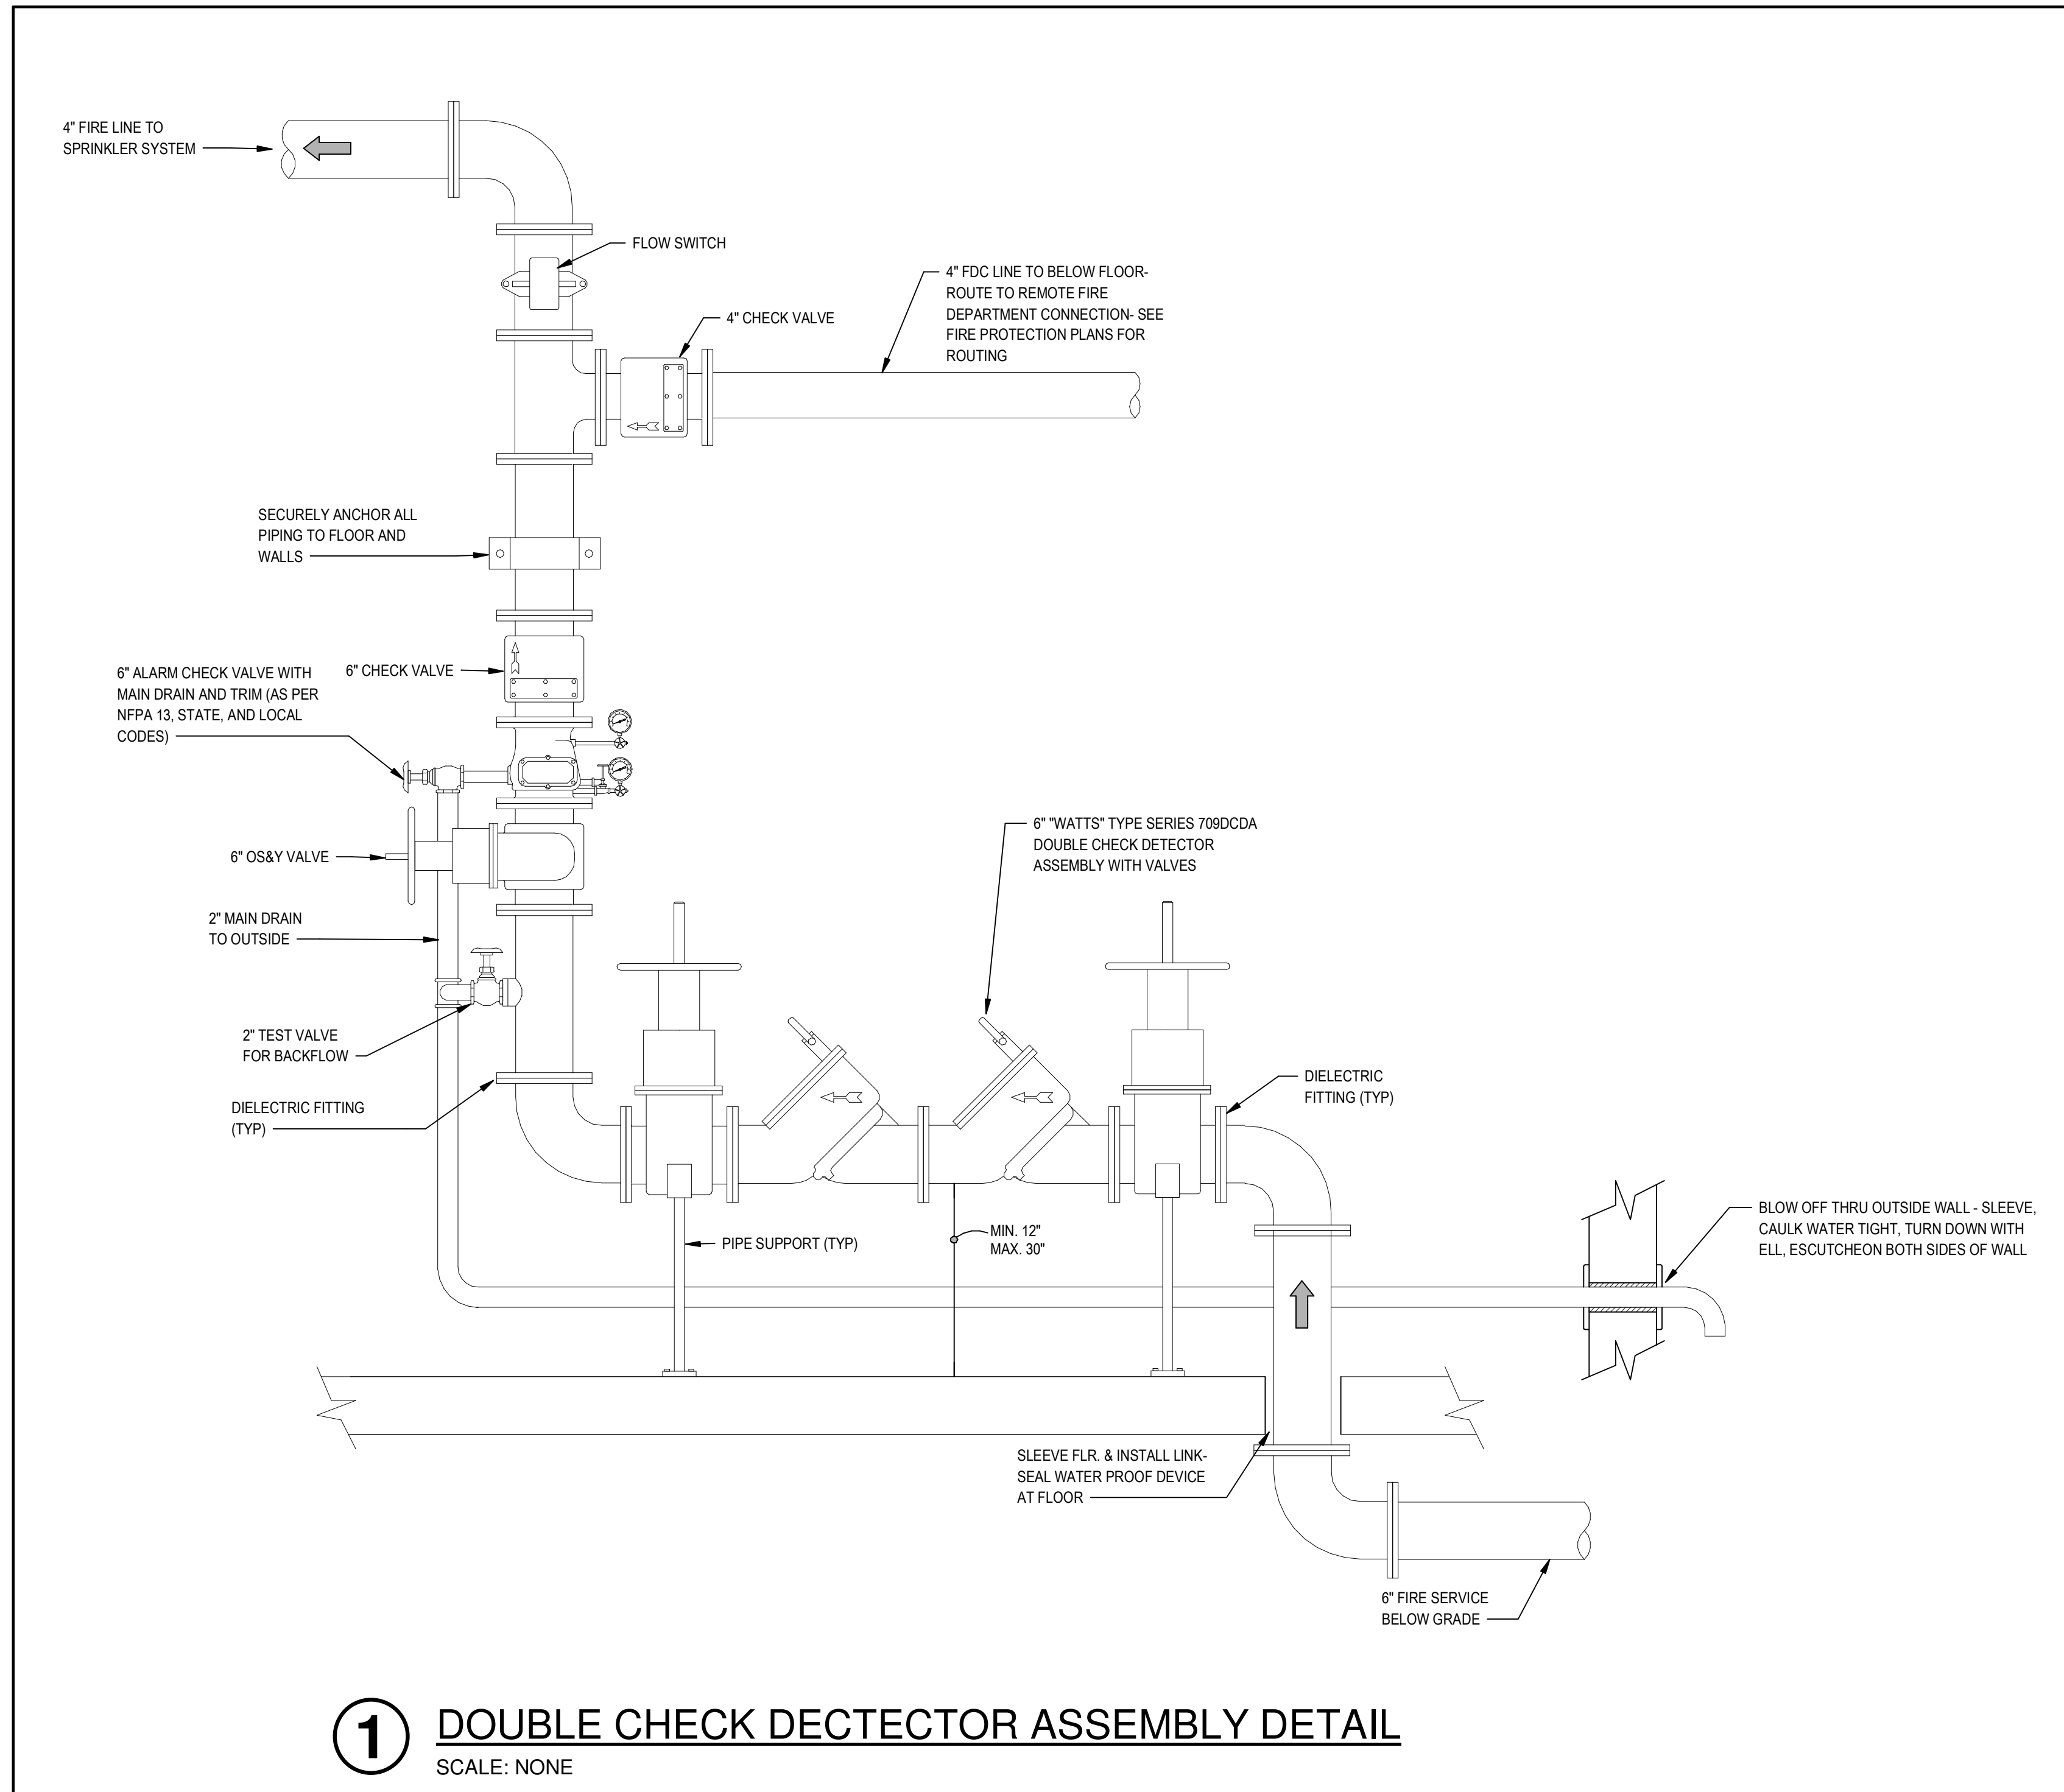 4" FIRE LINE TO
SPRINKLER SYSTEM
FLOW SWITCH
4" FDC LINE TO BELOW FLOOR-
ROUTE TO REMOTE FIRE
DEPARTMENT CONNECTION- SEE
FIRE PROTECTION PLANS FOR
ROUTING
4" CHECK VALVE
SECURELY ANCHOR ALL
PIPING TO FLOOR AND
WALLS
6" ALARM CHECK VALVE WITH
MAIN DRAIN AND TRIM (AS PER
NFPA 13, STATE, AND LOCAL
CODES)
6" CHECK VALVE
6" OS&Y VALVE
6" "WATTS" TYPE SERIES 709DCDA
DOUBLE CHECK DETECTOR
ASSEMBLY WITH VALVES
2" MAIN DRAIN
TO OUTSIDE
2" TEST VALVE
FOR BACKFLOW
DIELECTRIC FITTING
(TYP)
DIELECTRIC
FITTING (TYP)
PIPE SUPPORT (TYP)
MIN. 12"
MAX. 30"
BLOW OFF THRU OUTSIDE WALL - SLEEVE,
CAULK WATER TIGHT, TURN DOWN WITH
ELL, ESCUTCHEON BOTH SIDES OF WALL
SLEEVE FLR. & INSTALL LINK-
SEAL WATER PROOF DEVICE
AT FLOOR
6" FIRE SERVICE
BELOW GRADE
1
DOUBLE CHECK DECTECTOR ASSEMBLY DETAIL
SCALE: NONE